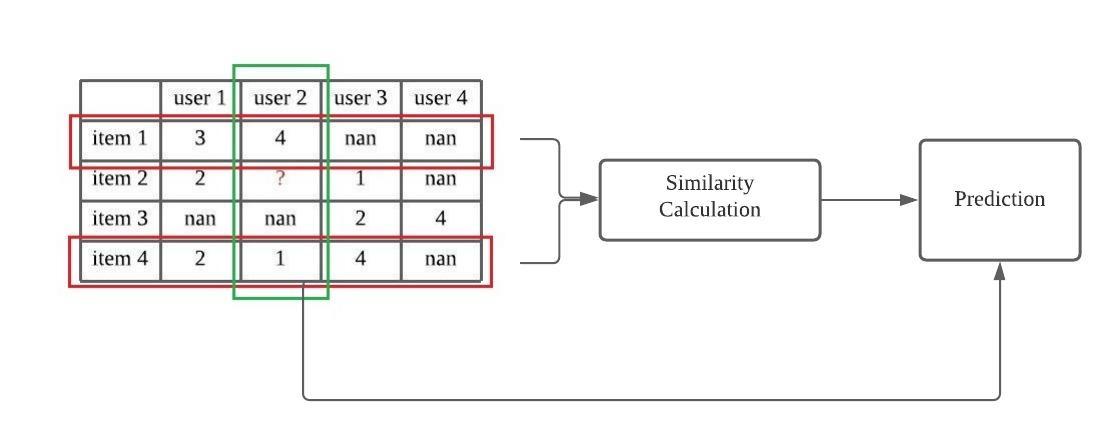 user 1 user 2 user 3 user 4
item 1 3 4 nan nan
item 2 2 ? 1 nan
item 3 nan nan 2 4
item 4 2 1 4 nan
Similarity
Calculation
Prediction